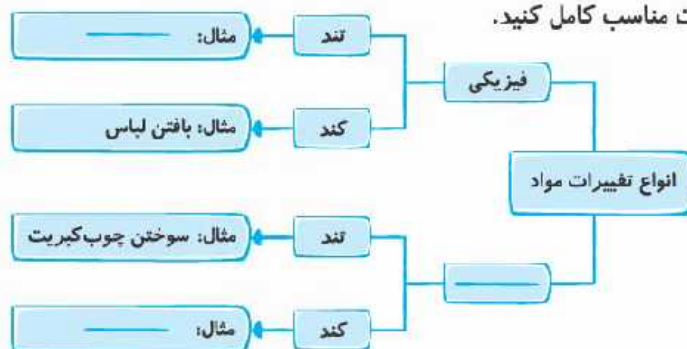 ت مناسب کامل کنید.
انواع تغییرات مواد
فیزیکی
تند
مثال:
کند
مثال: بافتن لباس
تند
مثال: سوختن چوب‌کبریت
کند
مثال: